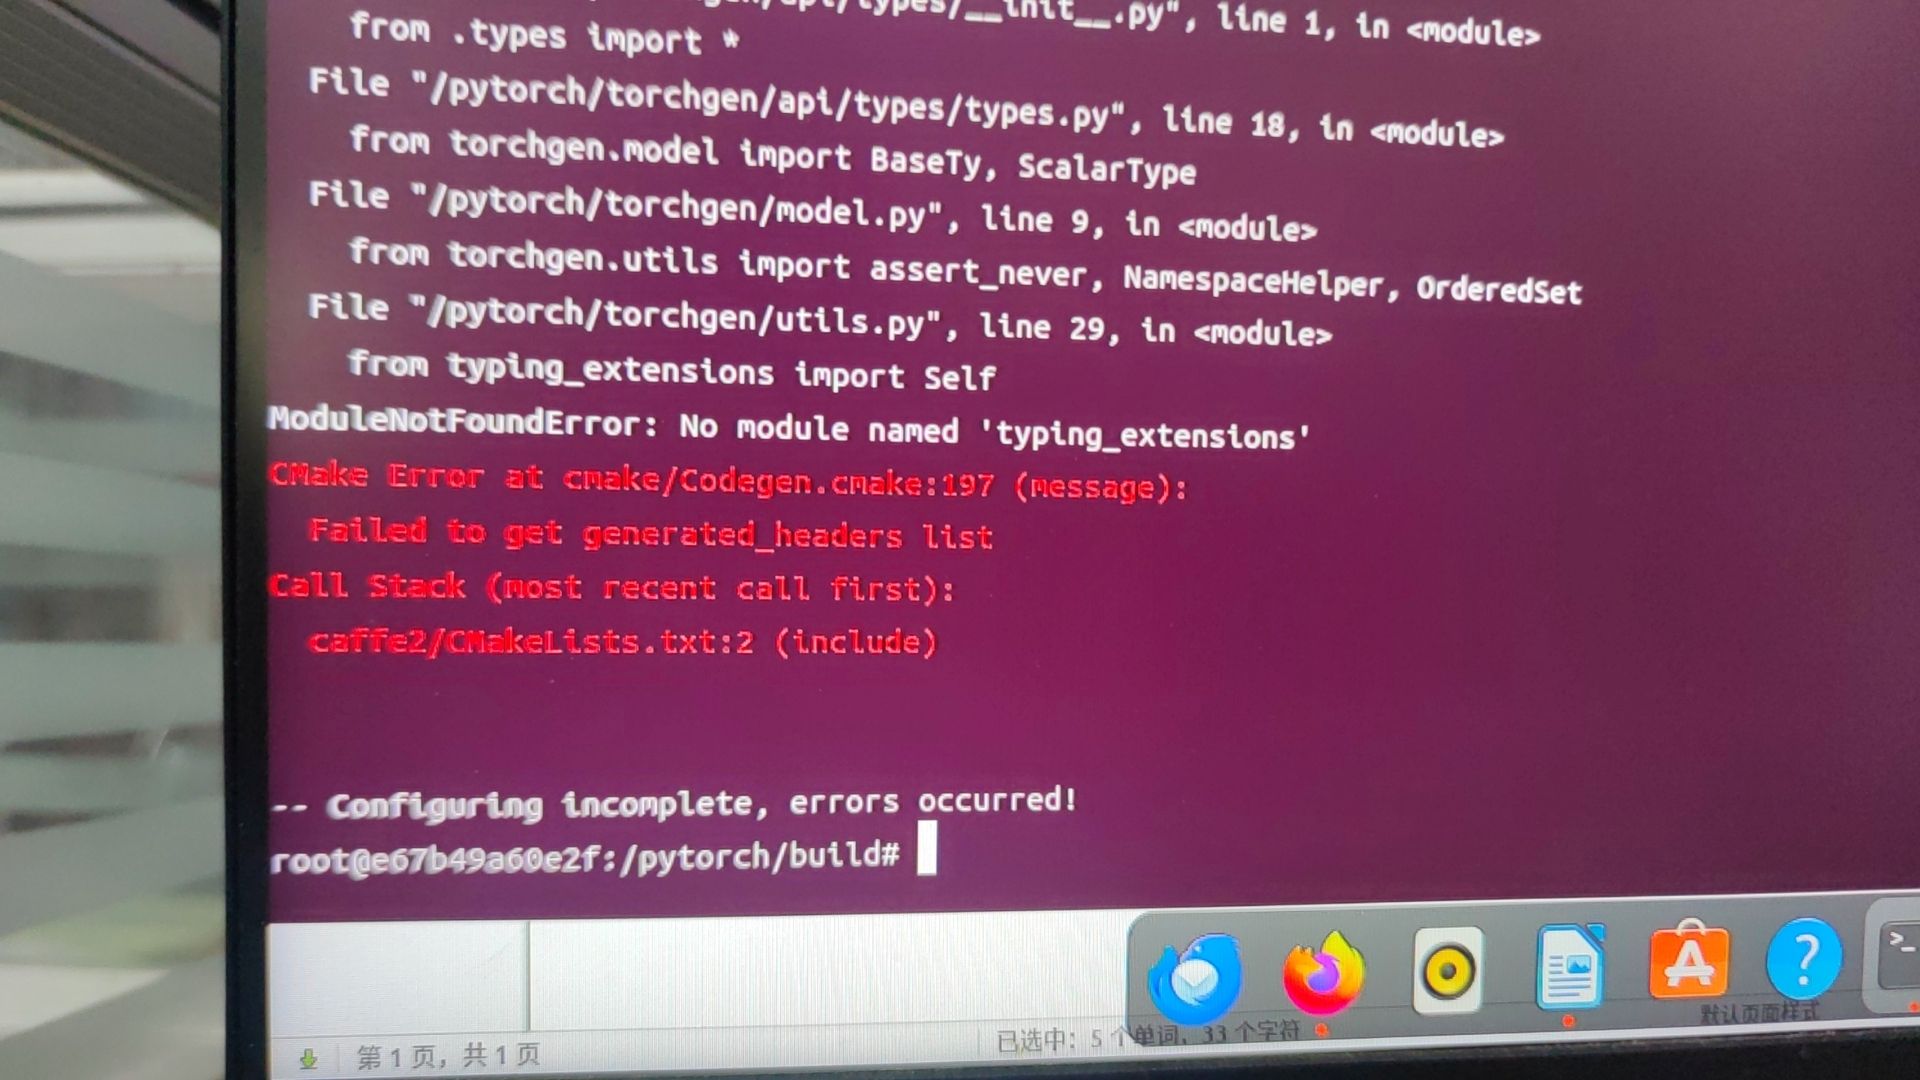 /api/types/__init__.py", line 1, in <module>
from .types import *
File "/pytorch/torchgen/api/types/types.py", line 18, in <module>
from torchgen.model import BaseTy, ScalarType
File "/pytorch/torchgen/model.py", line 9, in <module>
from torchgen.utils import assert_never, NamespaceHelper, OrderedSet
File "/pytorch/torchgen/utils.py", line 29, in <module>
from typing_extensions import Self
ModuleNotFoundError: No module named 'typing_extensions'
CMake Error at cmake/Codegen.cmake:197 (message):
Failed to get generated_headers list
Call Stack (most recent call first):
caffe2/CMakeLists.txt:2 (include)
-- Configuring incomplete, errors occurred!
root@e67b49a60e2f:/pytorch/build#
第 1 页，共 1 页
已选中：5 个单词，33 个字符
默认页面样式